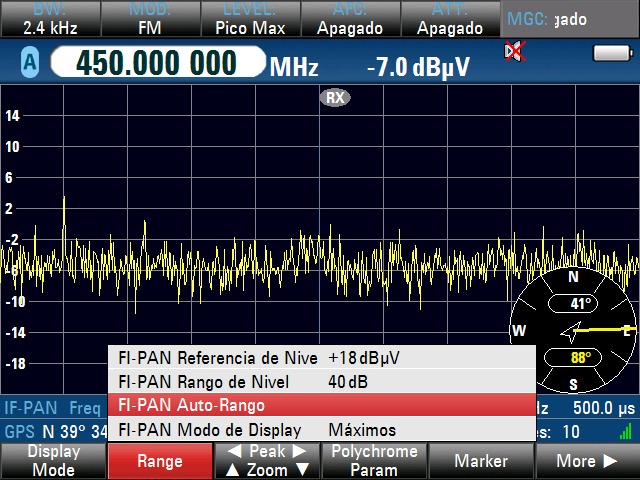 BW: MOD: LEVEL: AFC: ATT: MGC: gado
2.4 kHz FM Pico Max Apagado Apagado
A 450.000 000 MHz -7.0 dBµV
RX
14
10
6
2
-2
-6
-10
-14
-18
N
41°
W E
88°
S
FI-PAN Referencia de Nive +18 dBµV
FI-PAN Rango de Nivel 40 dB
FI-PAN Auto-Rango
FI-PAN Modo de Display Máximos
IF-PAN Freq Hz 500.0 µs
GPS N 39° 34 es: 10
Display Mode
Range
◀ Peak ▶
▲ Zoom ▼
Polychrome Param
Marker
More ▶